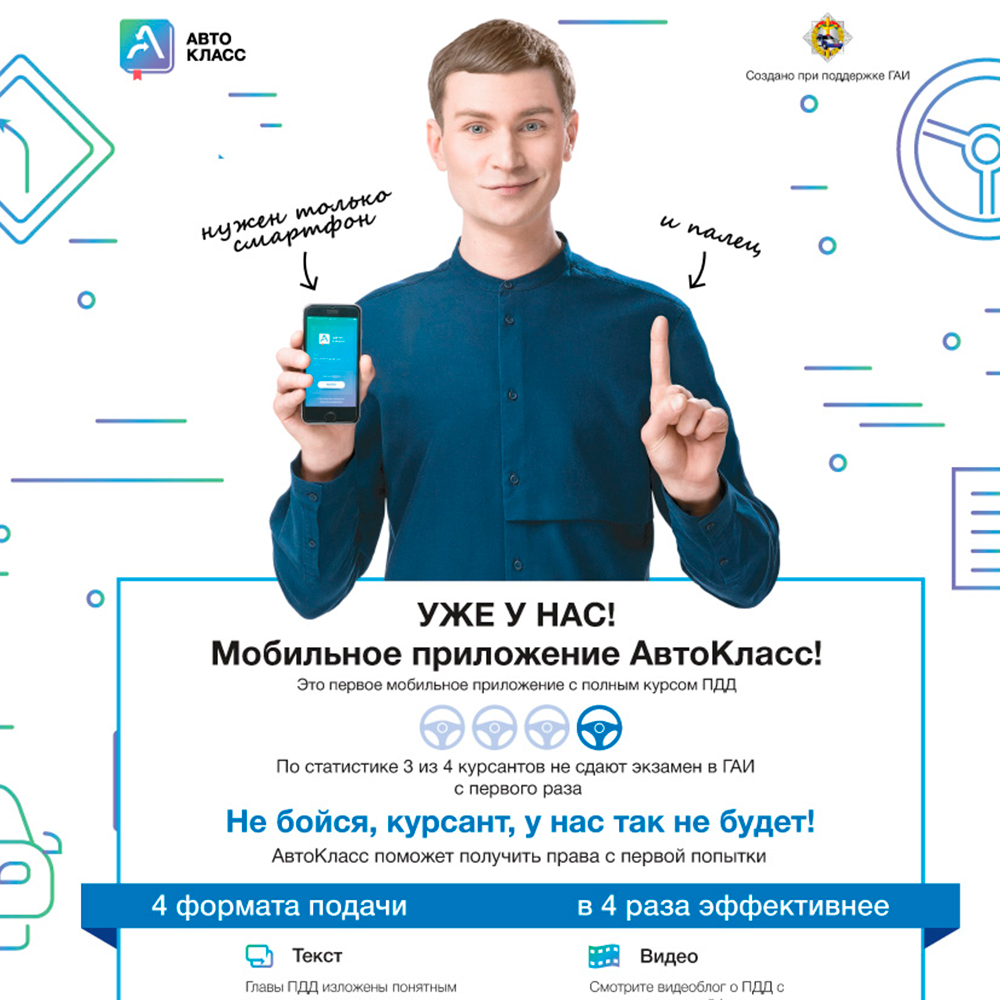 АВТО
КЛАСС
Создано при поддержке ГАИ
нужен только
смартфон
и палец
УЖЕ У НАС!
Мобильное приложение АвтоКласс!
Это первое мобильное приложение с полным курсом ПДД
По статистике 3 из 4 курсантов не сдают экзамен в ГАИ
с первого раза
Не бойся, курсант, у нас так не будет!
АвтоКласс поможет получить права с первой попытки
4 формата подачи
в 4 раза эффективнее
Текст
Видео
Главы ПДД изложены понятным
Смотрите видеоблог о ПДД с